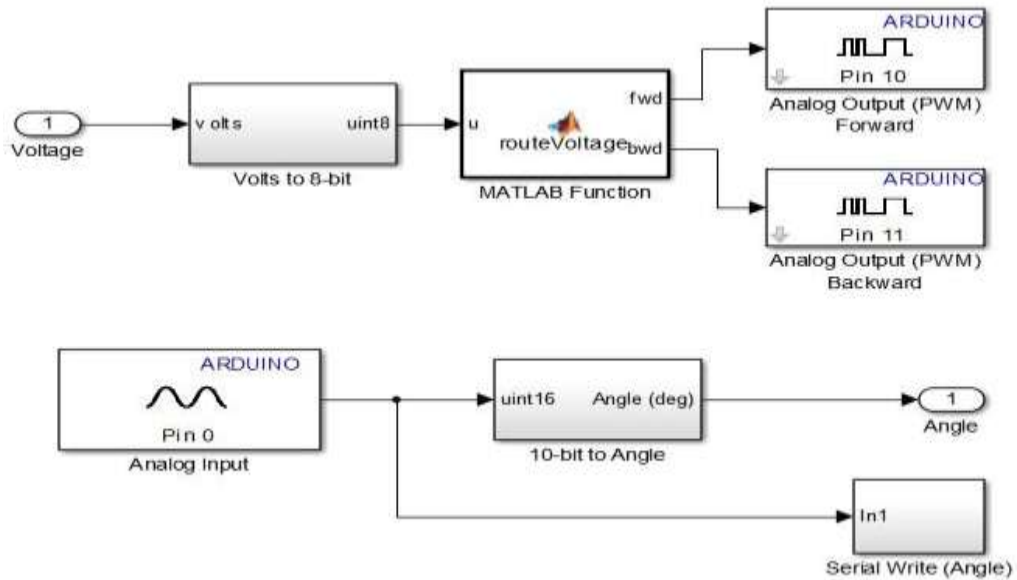 1
Voltage
v olts
uint8
Volts to 8-bit
u
fwd
routeVoltage
bwd
MATLAB Function
ARDUINO
Pin 10
Analog Output (PWM)
Forward
ARDUINO
Pin 11
Analog Output (PWM)
Backward
ARDUINO
Pin 0
Analog Input
uint16
Angle (deg)
10-bit to Angle
1
Angle
In1
Serial Write (Angle)